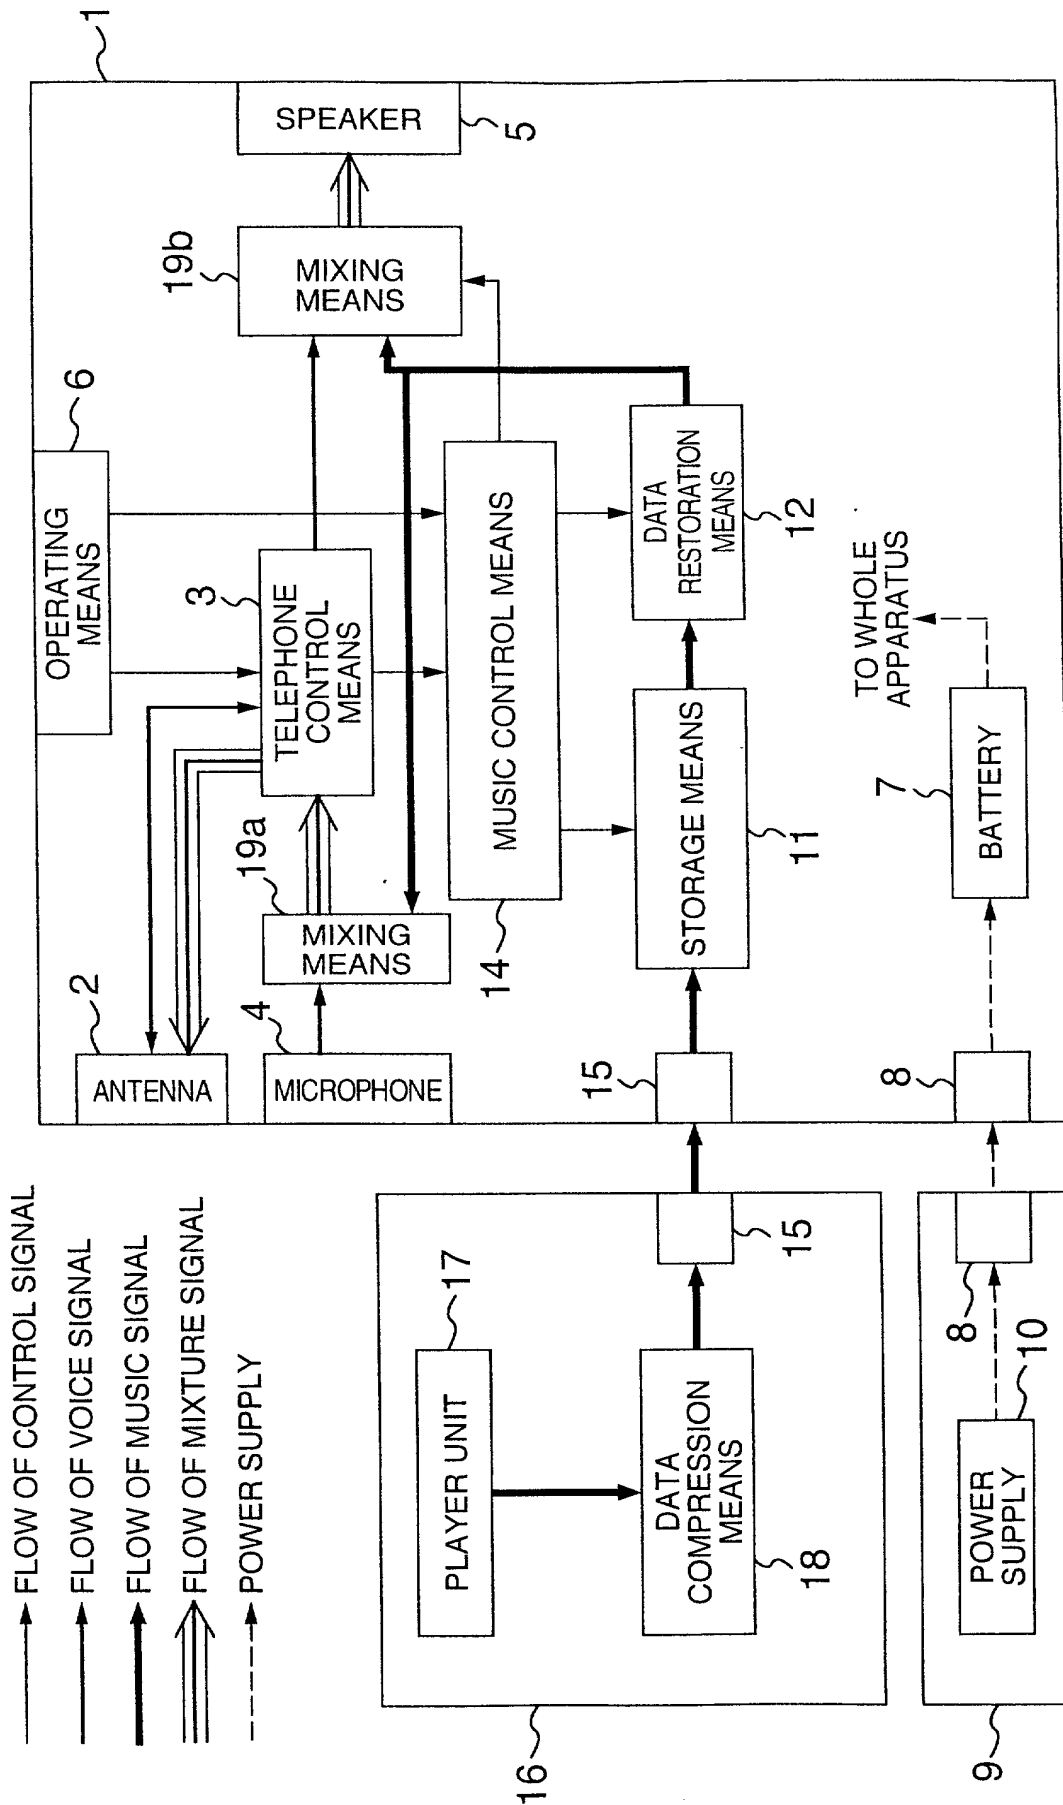 FLOW OF CONTROL SIGNAL
FLOW OF VOICE SIGNAL
FLOW OF MUSIC SIGNAL
FLOW OF MIXTURE SIGNAL
POWER SUPPLY
1
2
ANTENNA
4
MICROPHONE
19a
MIXING
MEANS
3
TELEPHONE
CONTROL
MEANS
6
OPERATING
MEANS
19b
MIXING
MEANS
SPEAKER
5
14
MUSIC CONTROL MEANS
15
STORAGE MEANS
11
DATA
RESTORATION
MEANS
12
8
7
BATTERY
TO WHOLE
APPARATUS
16
17
PLAYER UNIT
DATA
COMPRESSION
MEANS
18
15
9
POWER
SUPPLY
10
8